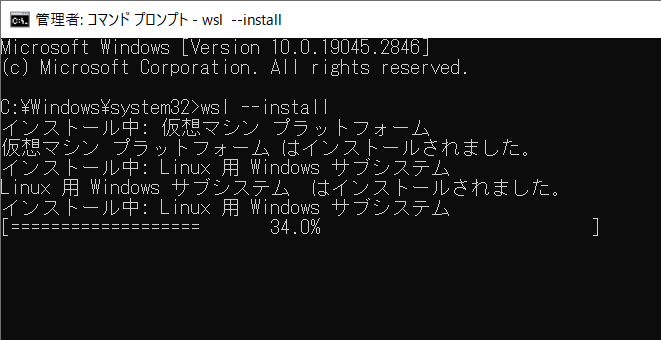 管理者: コマンド プロンプト - wsl --install
Microsoft Windows [Version 10.0.19045.2846]
(c) Microsoft Corporation. All rights reserved.
C:¥Windows¥system32>wsl --install
インストール中: 仮想マシン プラットフォーム
仮想マシン プラットフォーム はインストールされました。
インストール中: Linux 用 Windows サブシステム
Linux 用 Windows サブシステム  はインストールされました。
インストール中: Linux 用 Windows サブシステム
[===================       34.0%                           ]